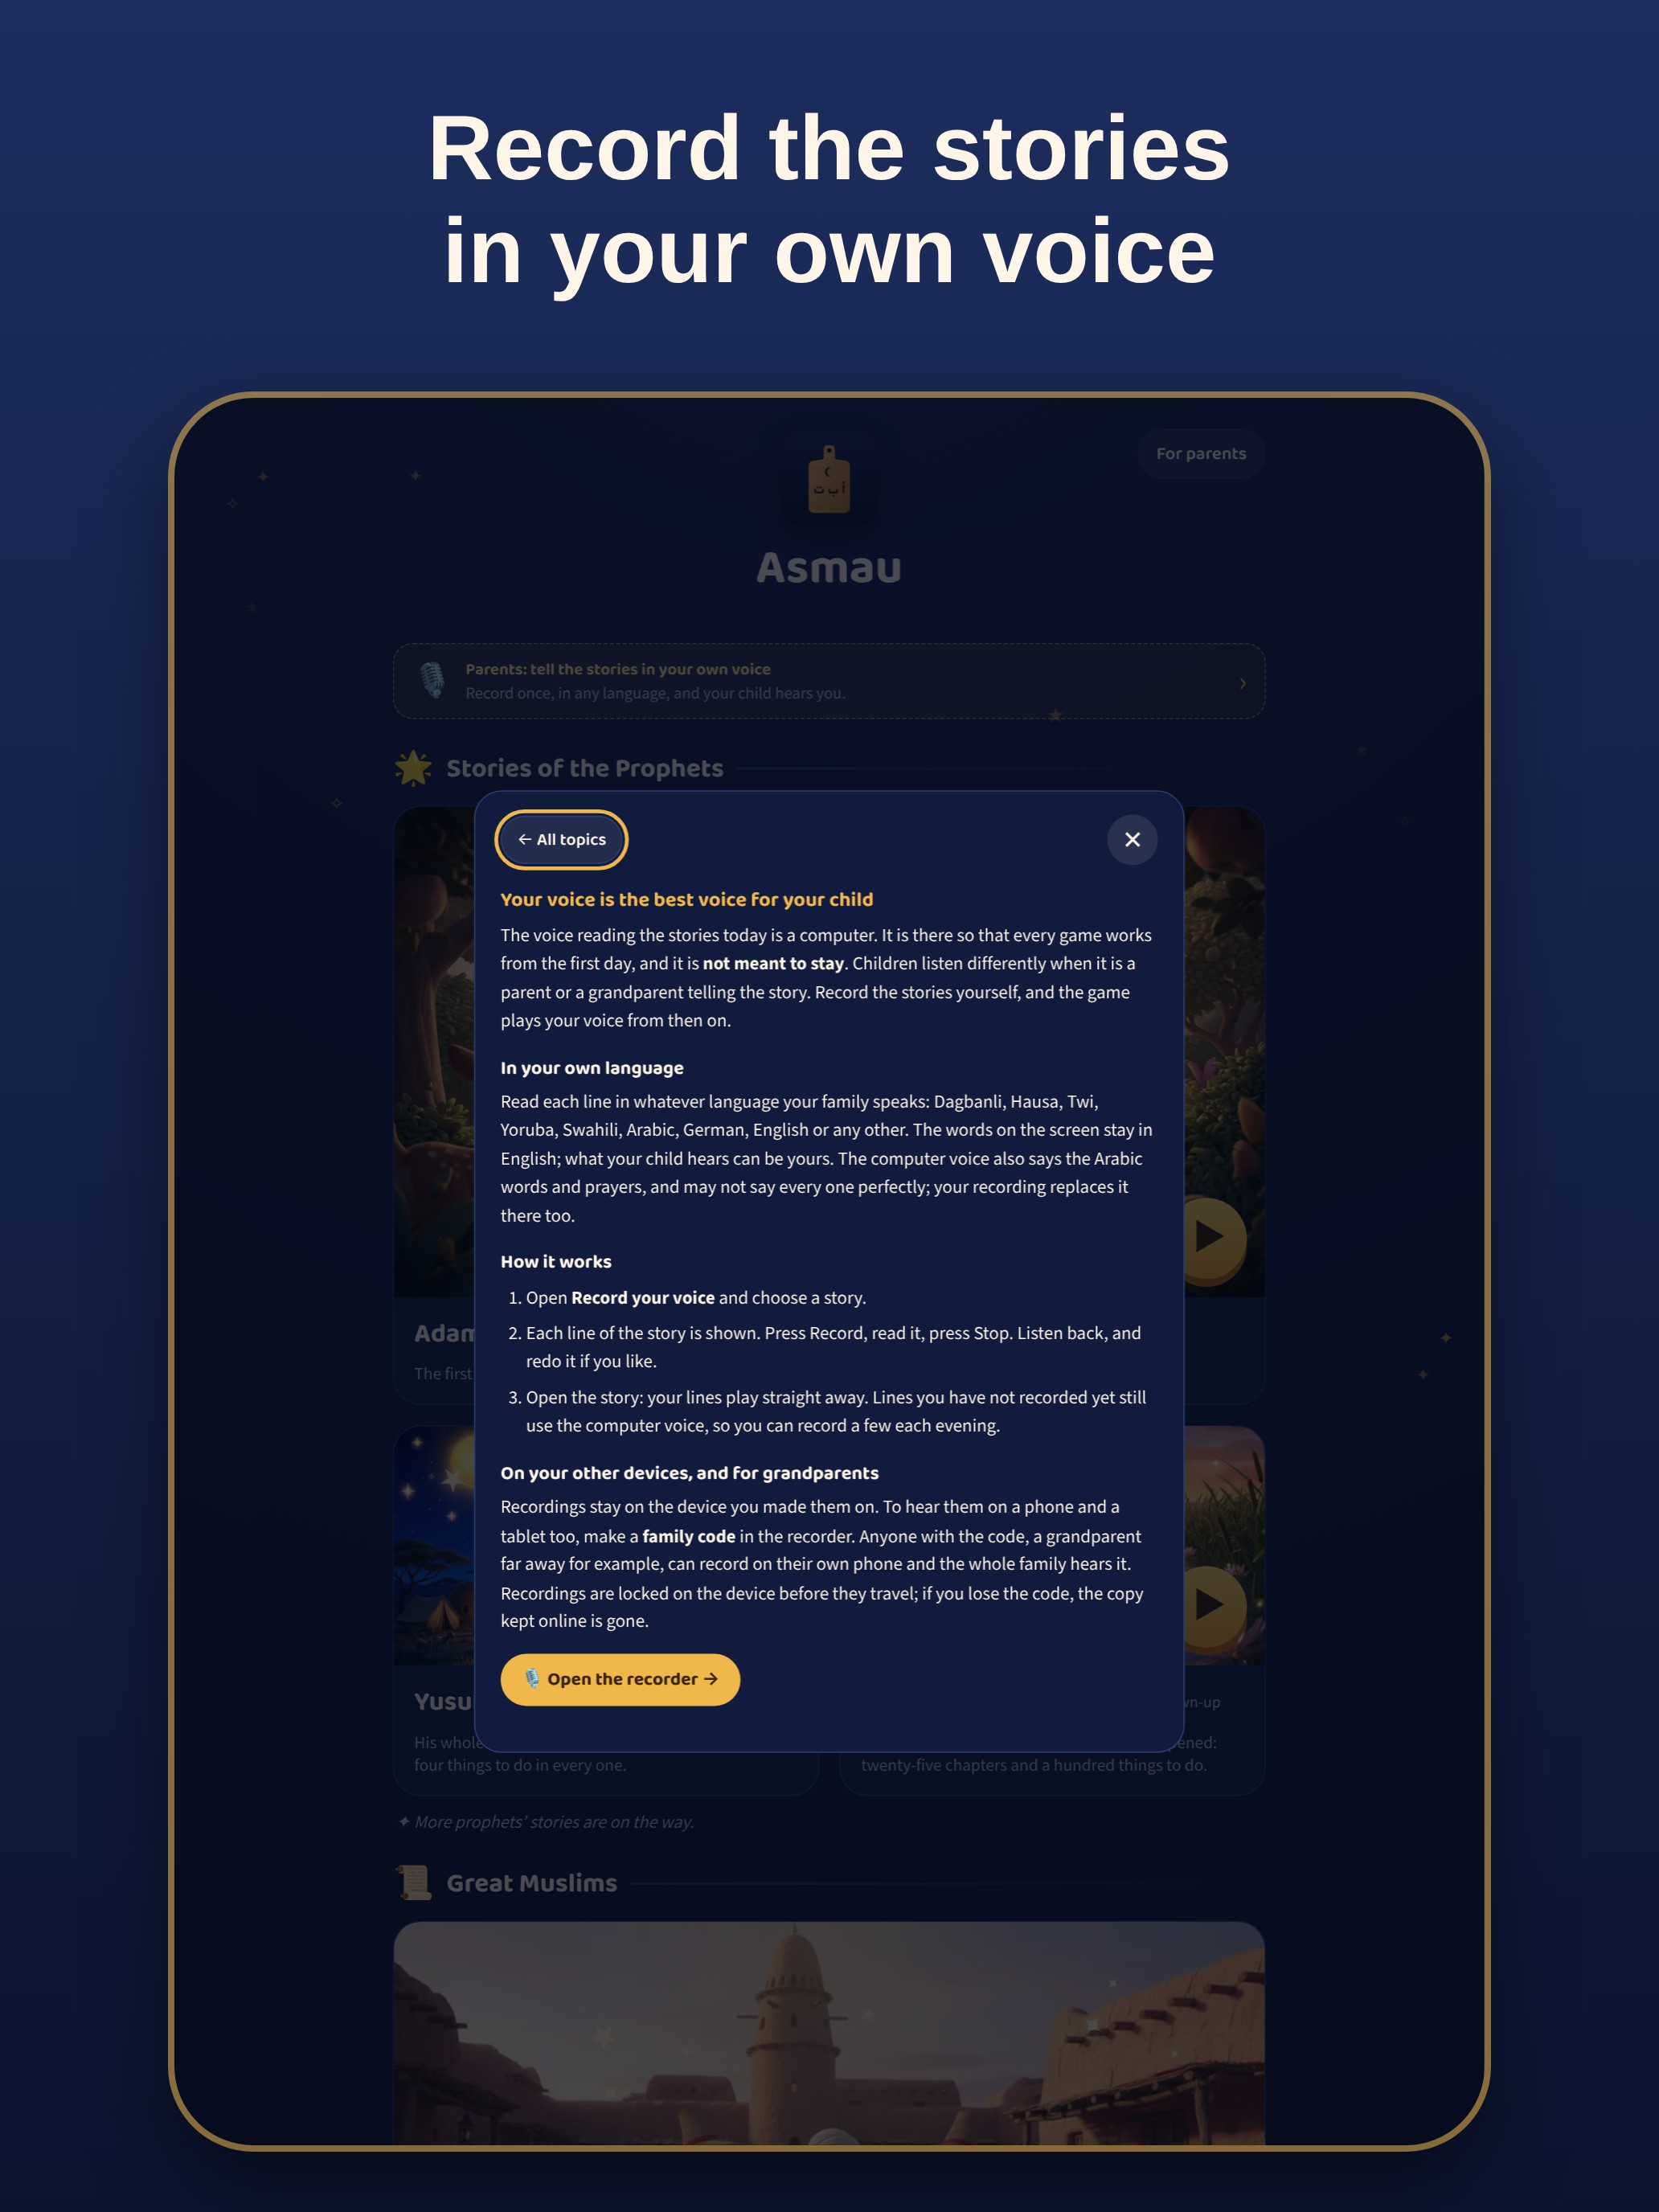 Record the stories
in your own voice
For parents
أ ب ت
Asmau
Parents: tell the stories in your own voice
Record once, in any language, and your child hears you.
Stories of the Prophets
← All topics
Your voice is the best voice for your child
The voice reading the stories today is a computer. It is there so that every game works
from the first day, and it is not meant to stay. Children listen differently when it is a
parent or a grandparent telling the story. Record the stories yourself, and the game
plays your voice from then on.
In your own language
Read each line in whatever language your family speaks: Dagbanli, Hausa, Twi,
Yoruba, Swahili, Arabic, German, English or any other. The words on the screen stay in
English; what your child hears can be yours. The computer voice also says the Arabic
words and prayers, and may not say every one perfectly; your recording replaces it
there too.
How it works
1. Open Record your voice and choose a story.
2. Each line of the story is shown. Press Record, read it, press Stop. Listen back, and
redo it if you like.
3. Open the story: your lines play straight away. Lines you have not recorded yet still
use the computer voice, so you can record a few each evening.
On your other devices, and for grandparents
Recordings stay on the device you made them on. To hear them on a phone and a
tablet too, make a family code in the recorder. Anyone with the code, a grandparent
far away for example, can record on their own phone and the whole family hears it.
Recordings are locked on the device before they travel; if you lose the code, the copy
kept online is gone.
Open the recorder →
Adam
The first
Yusu
His whole
four things to do in every one.
wn-up
pened:
twenty-five chapters and a hundred things to do.
More prophets’ stories are on the way.
Great Muslims